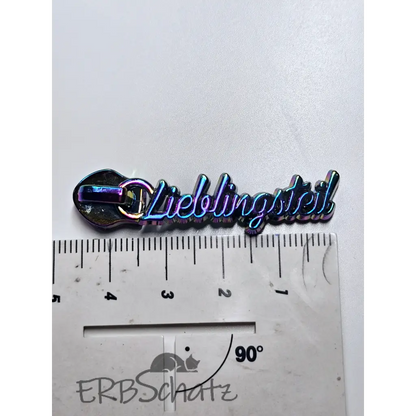 Lieblingsteil
5 4 3 2 1
90°
ERBSchatz